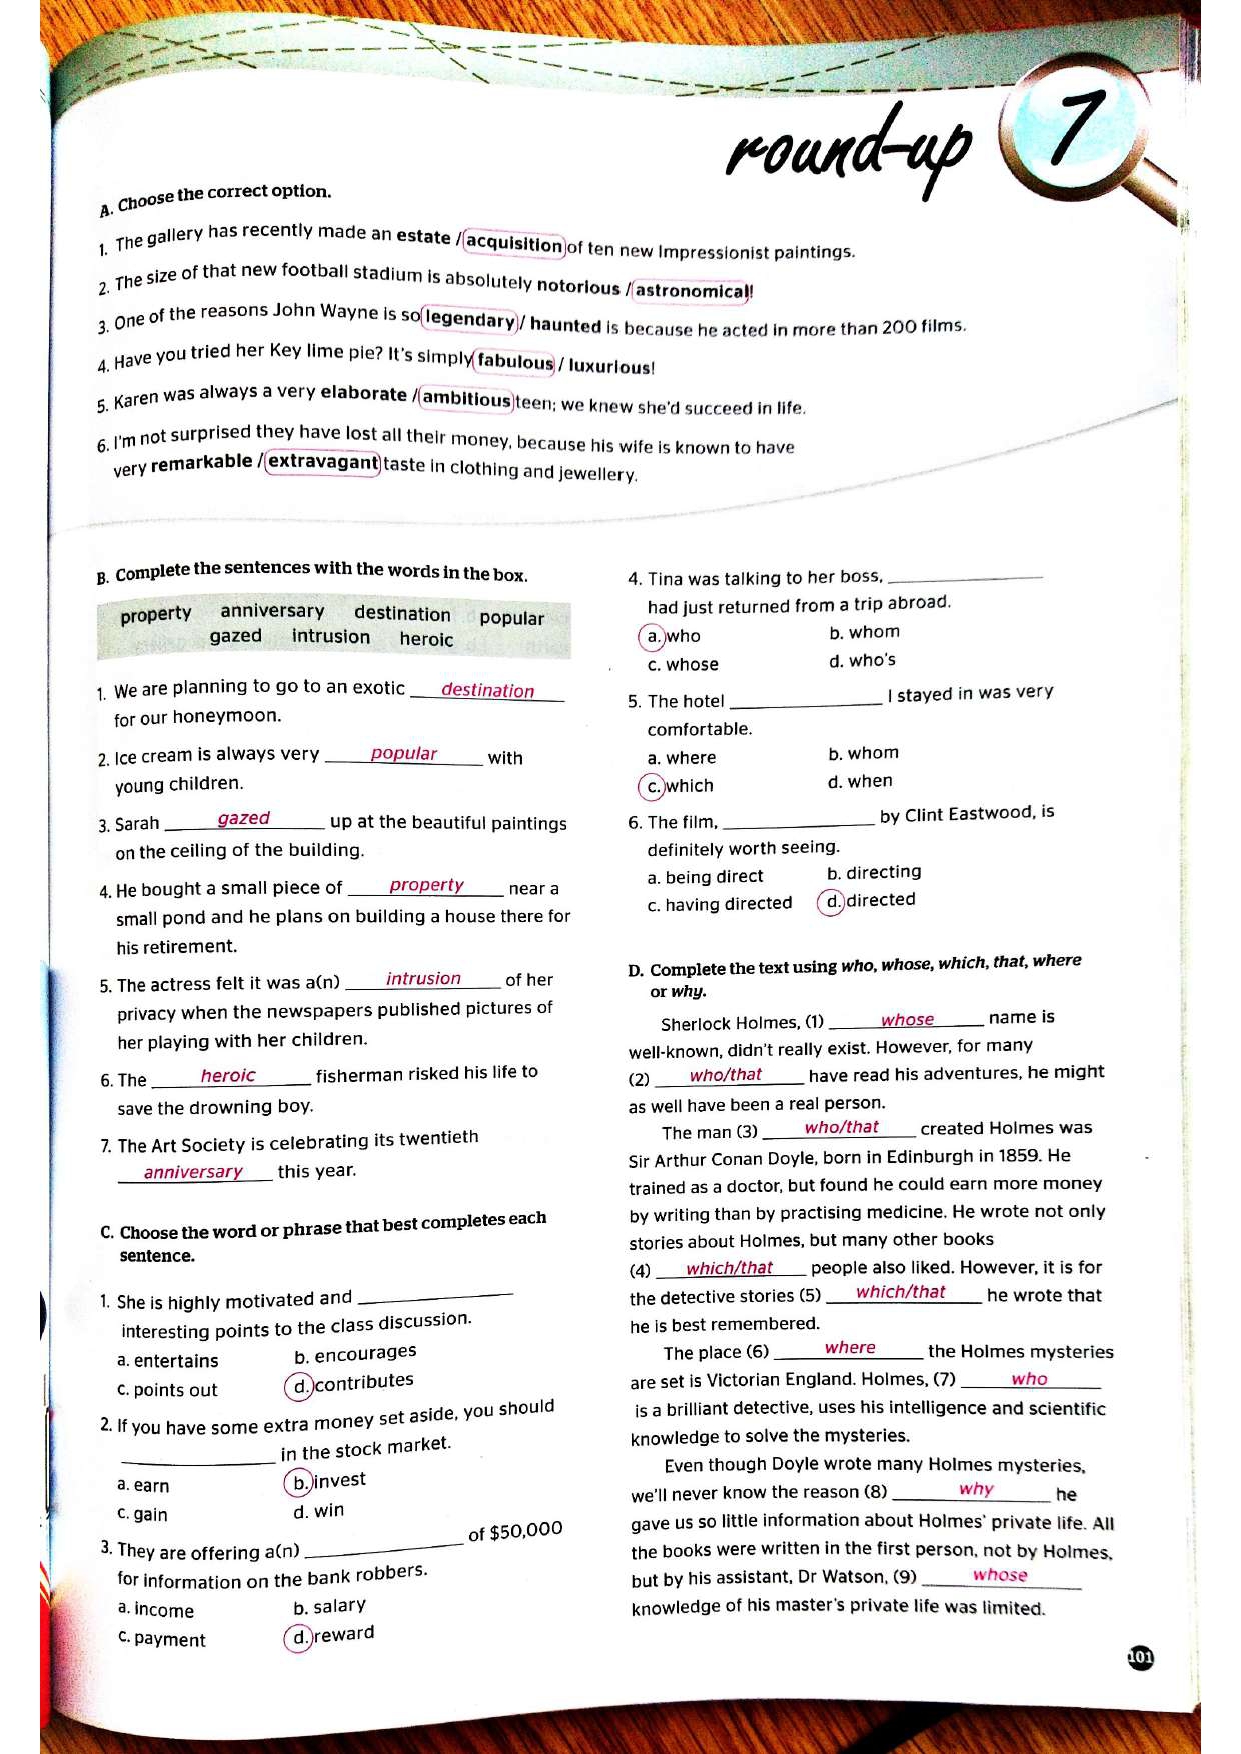 round-up 7
A. Choose the correct option.
1. The gallery has recently made an estate / acquisition of ten new Impressionist paintings.
2. The size of that new football stadium is absolutely notorious / astronomical!
3. One of the reasons John Wayne is so legendary / haunted is because he acted in more than 200 films.
4. Have you tried her Key lime pie? It's simply fabulous / luxurious!
5. Karen was always a very elaborate / ambitious teen; we knew she'd succeed in life.
6. I'm not surprised they have lost all their money, because his wife is known to have
very remarkable / extravagant taste in clothing and jewellery.
B. Complete the sentences with the words in the box.
property anniversary destination popular
gazed intrusion heroic
1. We are planning to go to an exotic destination
for our honeymoon.
2. Ice cream is always very popular with
young children.
3. Sarah gazed up at the beautiful paintings
on the ceiling of the building.
4. He bought a small piece of property near a
small pond and he plans on building a house there for
his retirement.
5. The actress felt it was a(n) intrusion of her
privacy when the newspapers published pictures of
her playing with her children.
6. The heroic fisherman risked his life to
save the drowning boy.
7. The Art Society is celebrating its twentieth
anniversary this year.
C. Choose the word or phrase that best completes each
sentence.
1. She is highly motivated and ____
interesting points to the class discussion.
a. entertains b. encourages
c. points out d. contributes
2. If you have some extra money set aside, you should
____ in the stock market.
a. earn b. invest
c. gain d. win
3. They are offering a(n) ____ of $50,000
for information on the bank robbers.
a. income b. salary
c. payment d. reward
4. Tina was talking to her boss, ____
had just returned from a trip abroad.
a. who b. whom
c. whose d. who's
5. The hotel ____ I stayed in was very
comfortable.
a. where b. whom
c. which d. when
6. The film, ____ by Clint Eastwood, is
definitely worth seeing.
a. being direct b. directing
c. having directed d. directed
D. Complete the text using who, whose, which, that, where
or why.
Sherlock Holmes, (1) whose name is
well-known, didn't really exist. However, for many
(2) who/that have read his adventures, he might
as well have been a real person.
The man (3) who/that created Holmes was
Sir Arthur Conan Doyle, born in Edinburgh in 1859. He
trained as a doctor, but found he could earn more money
by writing than by practising medicine. He wrote not only
stories about Holmes, but many other books
(4) which/that people also liked. However, it is for
the detective stories (5) which/that he wrote that
he is best remembered.
The place (6) where the Holmes mysteries
are set is Victorian England. Holmes, (7) who
is a brilliant detective, uses his intelligence and scientific
knowledge to solve the mysteries.
Even though Doyle wrote many Holmes mysteries,
we'll never know the reason (8) why he
gave us so little information about Holmes' private life. All
the books were written in the first person, not by Holmes,
but by his assistant, Dr Watson, (9) whose
knowledge of his master's private life was limited.
101